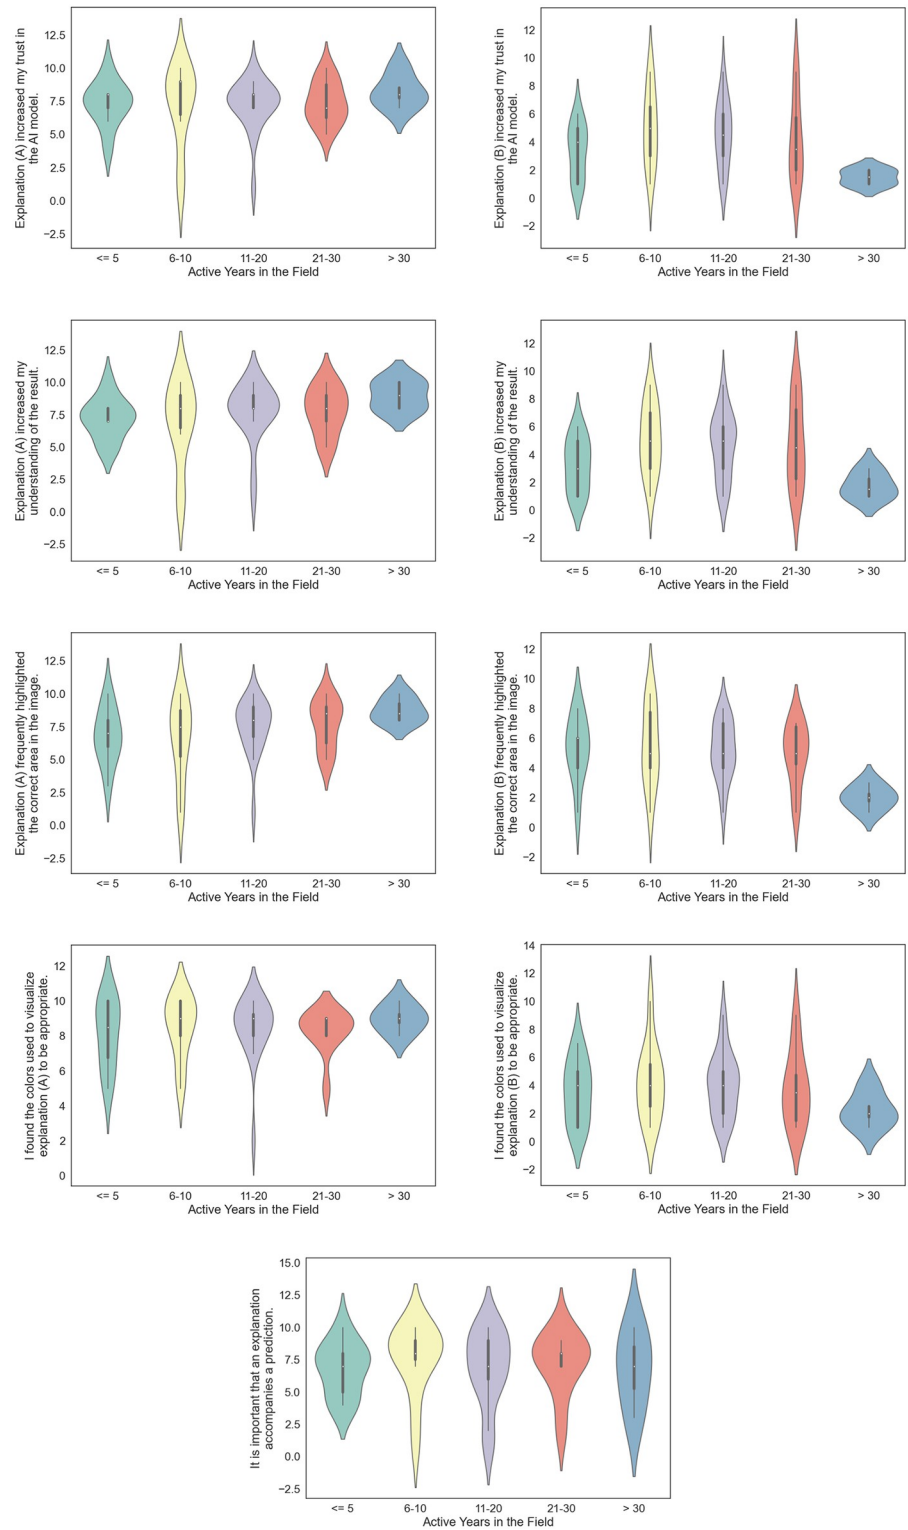 Explanation (A) increased my trust in
the AI model.
12.5
10.0
7.5
5.0
2.5
0.0
−2.5
<= 5 6-10 11-20 21-30 > 30
Active Years in the Field
Explanation (B) increased my trust in
the AI model.
12
10
8
6
4
2
0
−2
<= 5 6-10 11-20 21-30 > 30
Active Years in the Field
Explanation (A) increased my
understanding of the result.
12.5
10.0
7.5
5.0
2.5
0.0
−2.5
<= 5 6-10 11-20 21-30 > 30
Active Years in the Field
Explanation (B) increased my
understanding of the result.
12
10
8
6
4
2
0
−2
<= 5 6-10 11-20 21-30 > 30
Active Years in the Field
Explanation (A) frequently highlighted
the correct area in the image.
12.5
10.0
7.5
5.0
2.5
0.0
−2.5
<= 5 6-10 11-20 21-30 > 30
Active Years in the Field
Explanation (B) frequently highlighted
the correct area in the image.
12
10
8
6
4
2
0
−2
<= 5 6-10 11-20 21-30 > 30
Active Years in the Field
I found the colors used to visualize
explanation (A) to be appropriate.
12
10
8
6
4
2
0
<= 5 6-10 11-20 21-30 > 30
Active Years in the Field
I found the colors used to visualize
explanation (B) to be appropriate.
14
12
10
8
6
4
2
0
−2
<= 5 6-10 11-20 21-30 > 30
Active Years in the Field
It is important that an explanation
accompanies a prediction.
15.0
12.5
10.0
7.5
5.0
2.5
0.0
−2.5
<= 5 6-10 11-20 21-30 > 30
Active Years in the Field